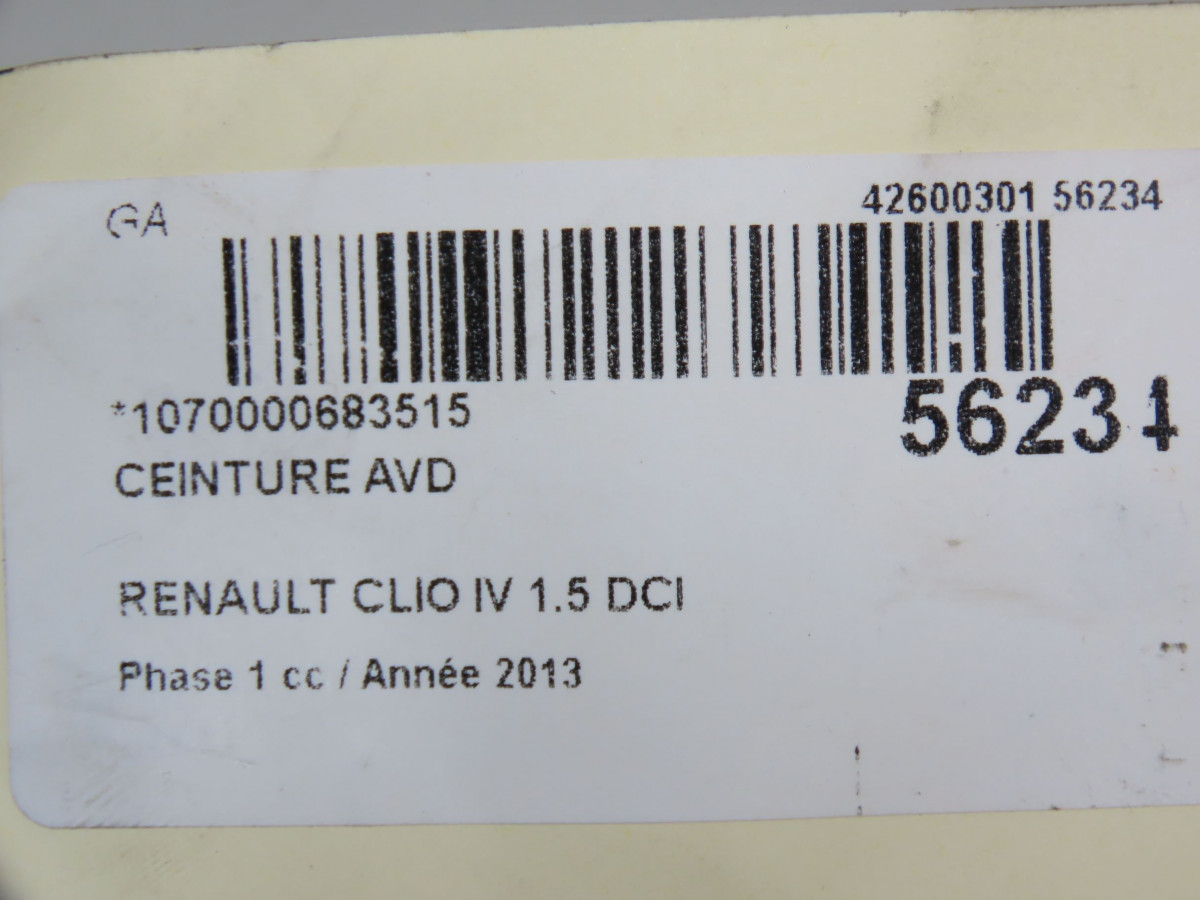 GA
42600301 56234
*1070000683515
56234
CEINTURE AVD
RENAULT CLIO IV 1.5 DCI
Phase 1 cc / Année 2013